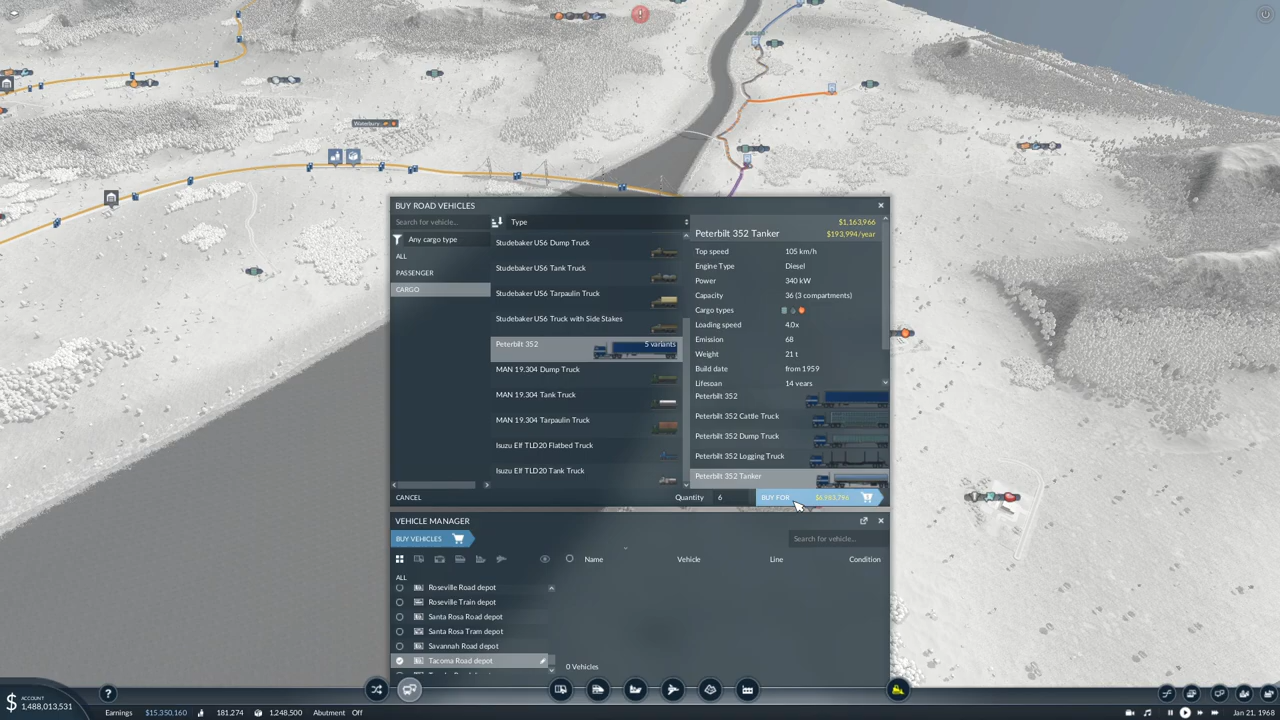 Waterbury
BUY ROAD VEHICLES
Search for vehicle...
Type
$1,163,966
Peterbilt 352 Tanker
$193,994/year
Any cargo type
ALL
PASSENGER
CARGO
Studebaker US6 Dump Truck
Studebaker US6 Tank Truck
Studebaker US6 Tarpaulin Truck
Studebaker US6 Truck with Side Stakes
Peterbilt 352
5 variants
MAN 19.304 Dump Truck
MAN 19.304 Tank Truck
MAN 19.304 Tarpaulin Truck
Isuzu Elf TLD20 Flatbed Truck
Isuzu Elf TLD20 Tank Truck
Top speed 105 km/h
Engine Type Diesel
Power 340 kW
Capacity 36 (3 compartments)
Cargo types
Loading speed 4.0x
Emission 68
Weight 21 t
Build date from 1959
Lifespan 14 years
Peterbilt 352
Peterbilt 352 Cattle Truck
Peterbilt 352 Dump Truck
Peterbilt 352 Logging Truck
Peterbilt 352 Tanker
CANCEL
Quantity 6
BUY FOR $6,983,796
VEHICLE MANAGER
BUY VEHICLES
Search for vehicle...
Name Vehicle Line Condition
ALL
Roseville Road depot
Roseville Train depot
Santa Rosa Road depot
Santa Rosa Tram depot
Savannah Road depot
Tacoma Road depot
0 Vehicles
$ ACCOUNT
1,488,013,531
?
Earnings $15,350,160 181,274 1,248,500 Abutment Off
Jan 21, 1968